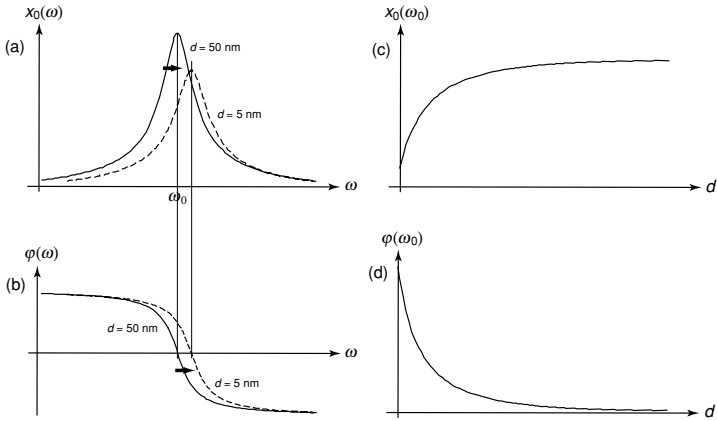 x₀(ω)
(a)
d = 50 nm
d = 5 nm
ω
ω₀
x₀(ω₀)
(c)
d
φ(ω)
(b)
d = 50 nm
d = 5 nm
ω
φ(ω₀)
(d)
d